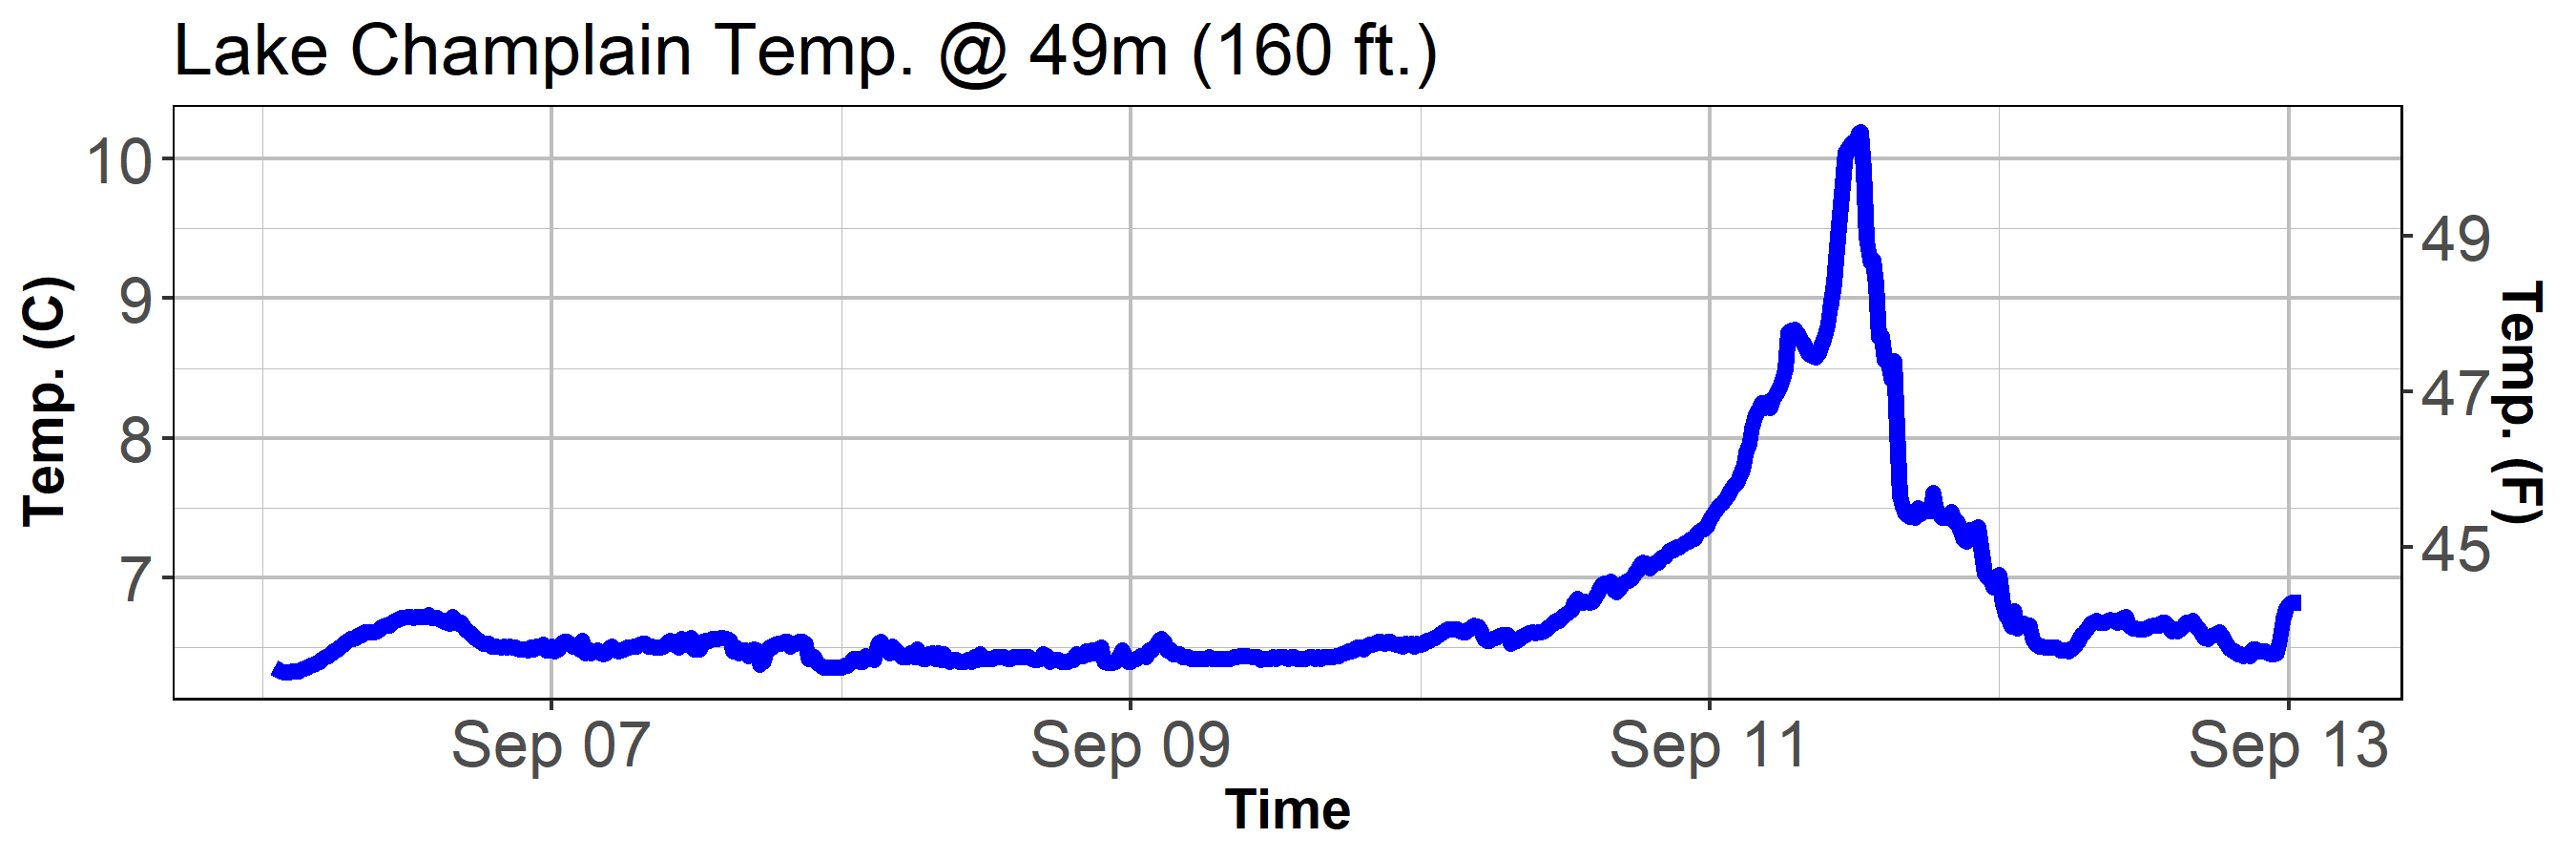 Lake Champlain Temp. @ 49m (160 ft.)
10
9
8
7
Temp. (C)
49
47
45
Temp. (F)
Sep 07
Sep 09
Sep 11
Sep 13
Time